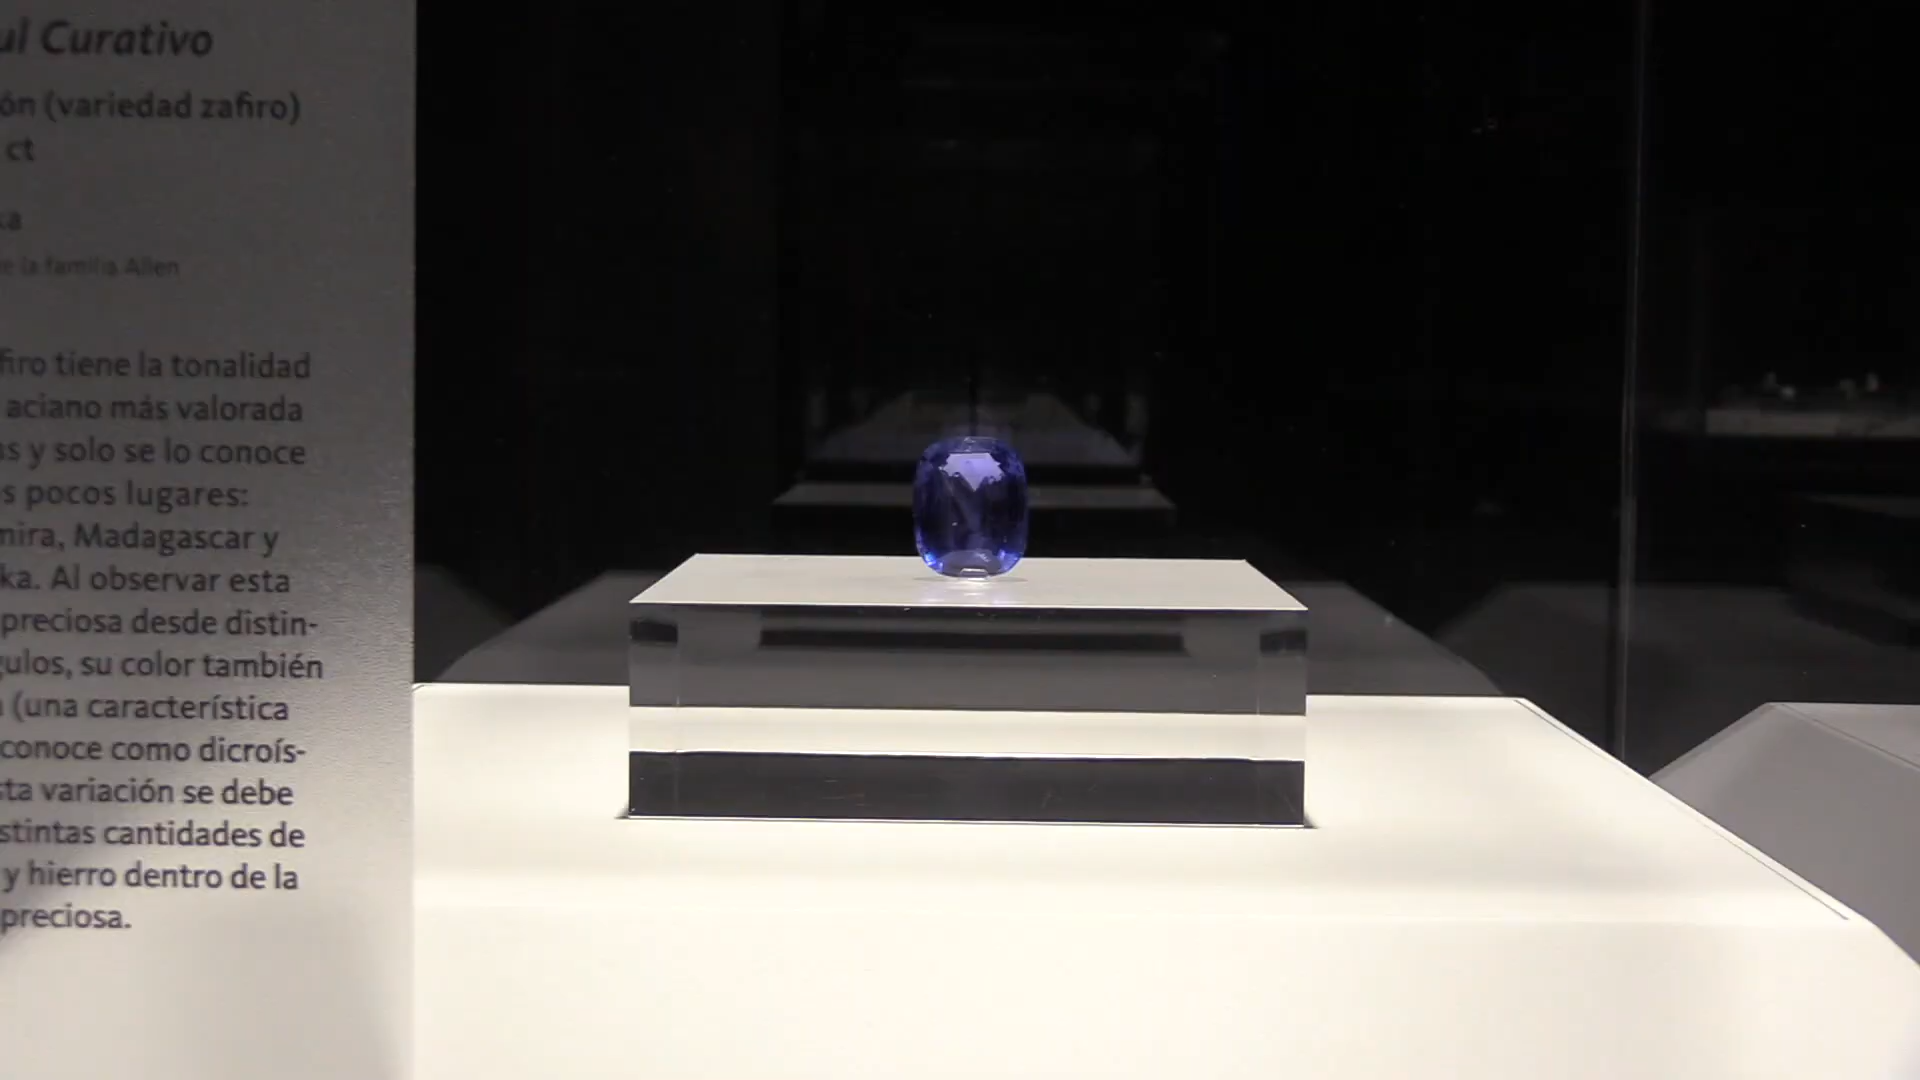 ul Curativo
ón (variedad zafiro)
ct
ka
e la familia Allen
firo tiene la tonalidad
aciano más valorada
as y solo se lo conoce
s pocos lugares:
mira, Madagascar y
ka. Al observar esta
preciosa desde distin-
gulos, su color también
a (una característica
conoce como dicroís-
sta variación se debe
stintas cantidades de
y hierro dentro de la
preciosa.